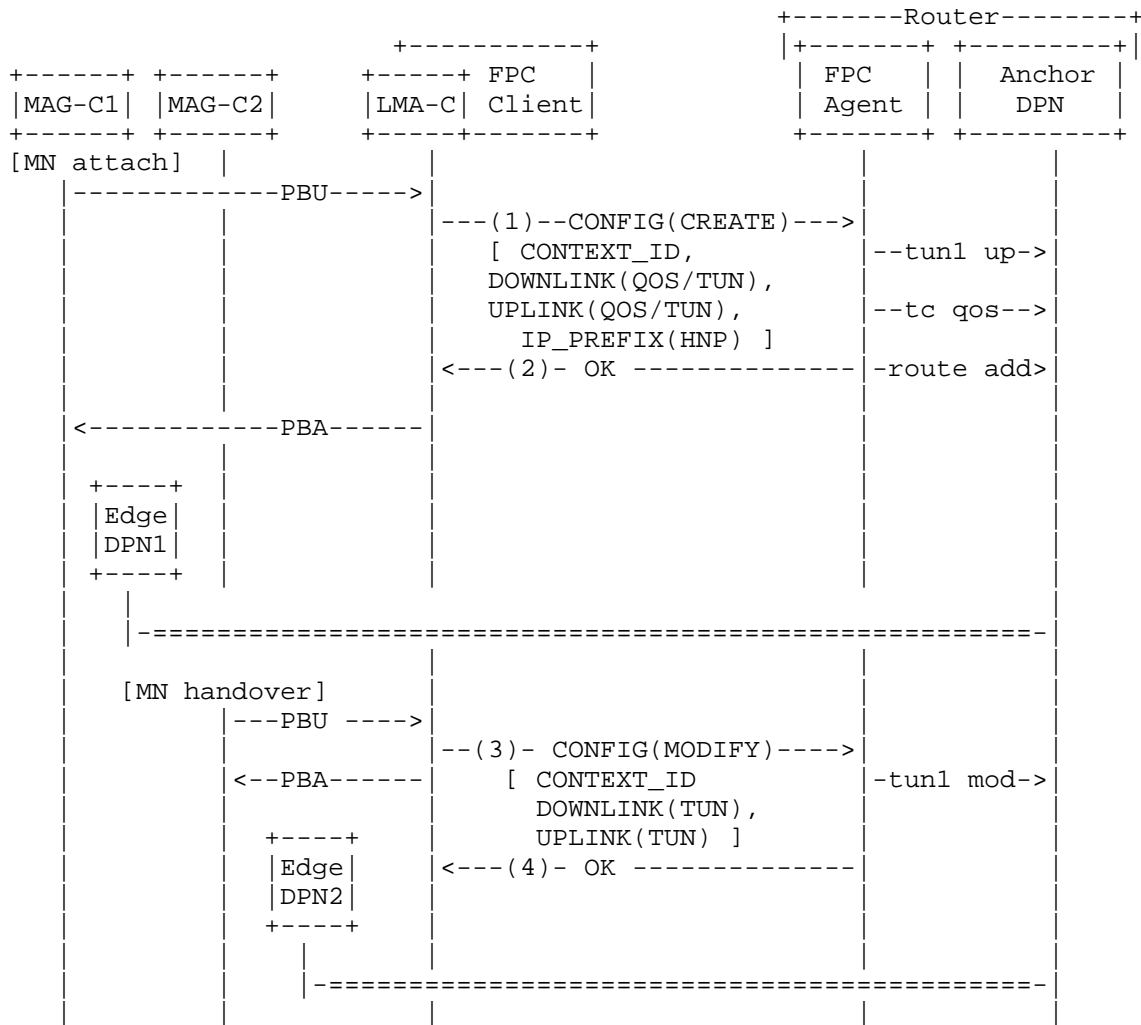 Router
FPC
FPC Anchor
MAG-C1 MAG-C2 LMA-C Client Agent DPN
[MN attach]
PBU
(1) CONFIG(CREATE)
[ CONTEXT_ID, tun1 up
DOWNLINK(QOS/TUN),
UPLINK(QOS/TUN), tc qos
IP_PREFIX(HNP) ]
(2) OK route add
PBA
Edge
DPN1
[MN handover]
PBU
(3) CONFIG(MODIFY)
PBA [ CONTEXT_ID tun1 mod
DOWNLINK(TUN),
UPLINK(TUN) ]
Edge (4) OK
DPN2